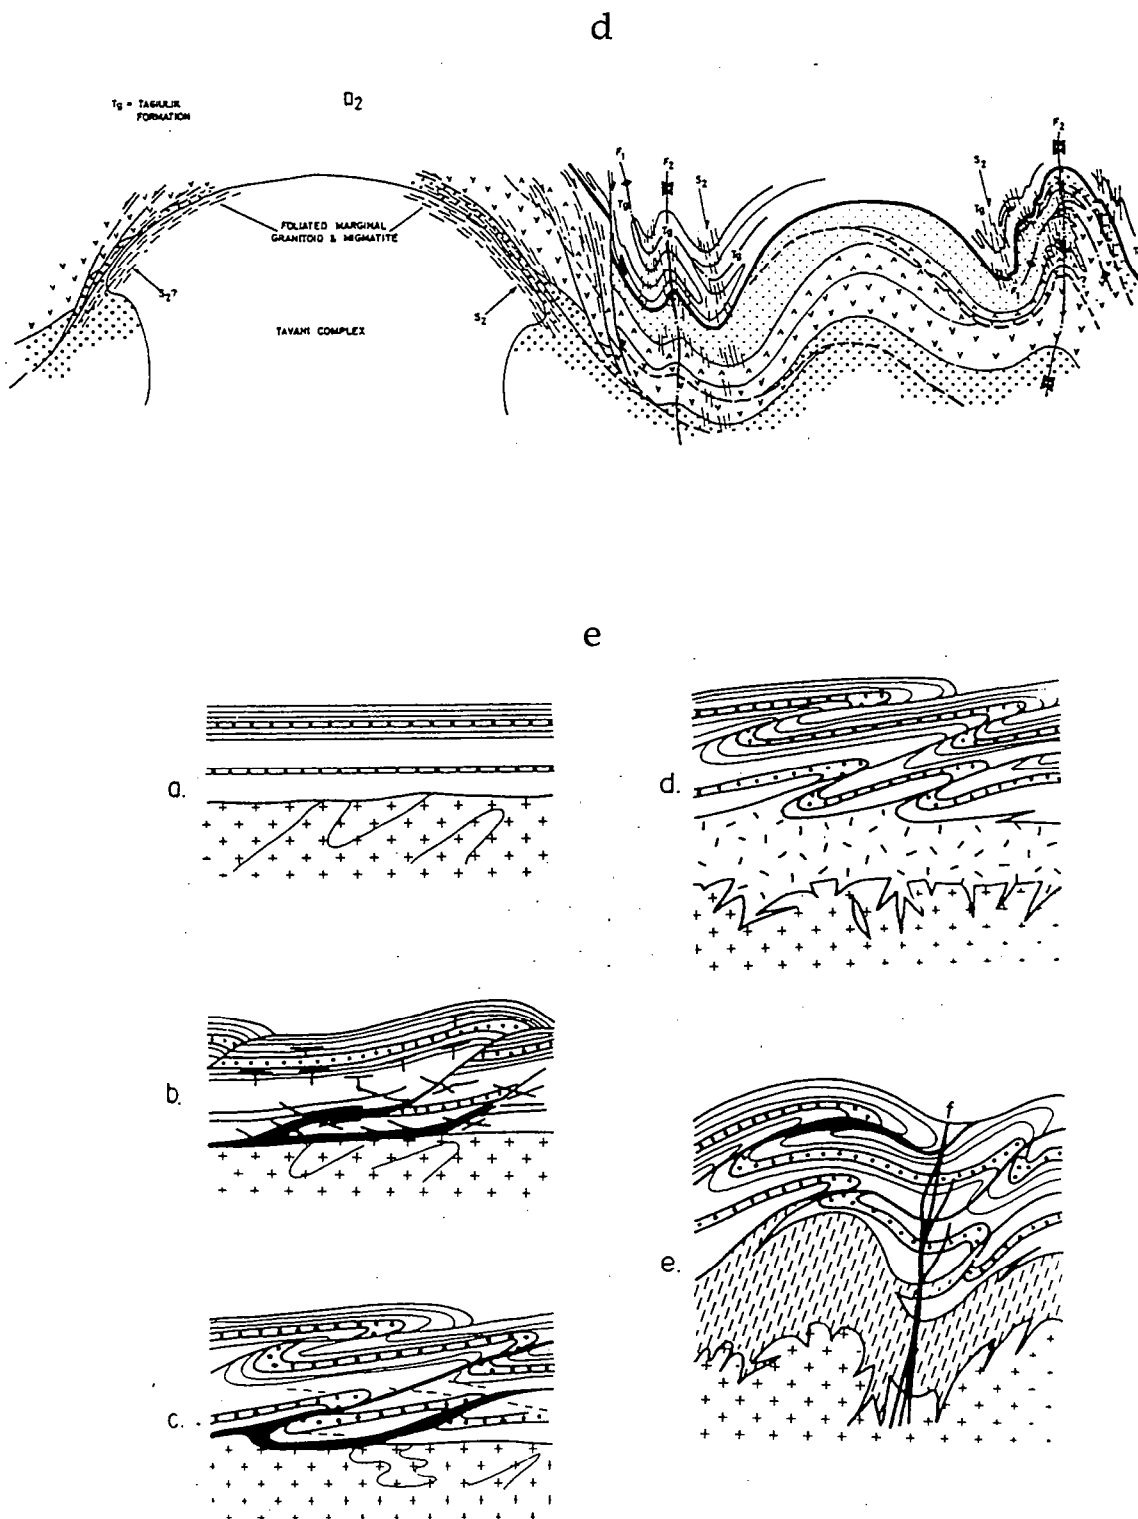 d
Tg = TAGIULIK
FORMATION
D2
F1
F2
S2
Tg
Tg
Tg
S2
Tg
F2
FOLIATED MARGINAL
GRANITOID & MIGMATITE
S2?
S2
TAVANI COMPLEX
e
a.
d.
b.
f
e.
c.